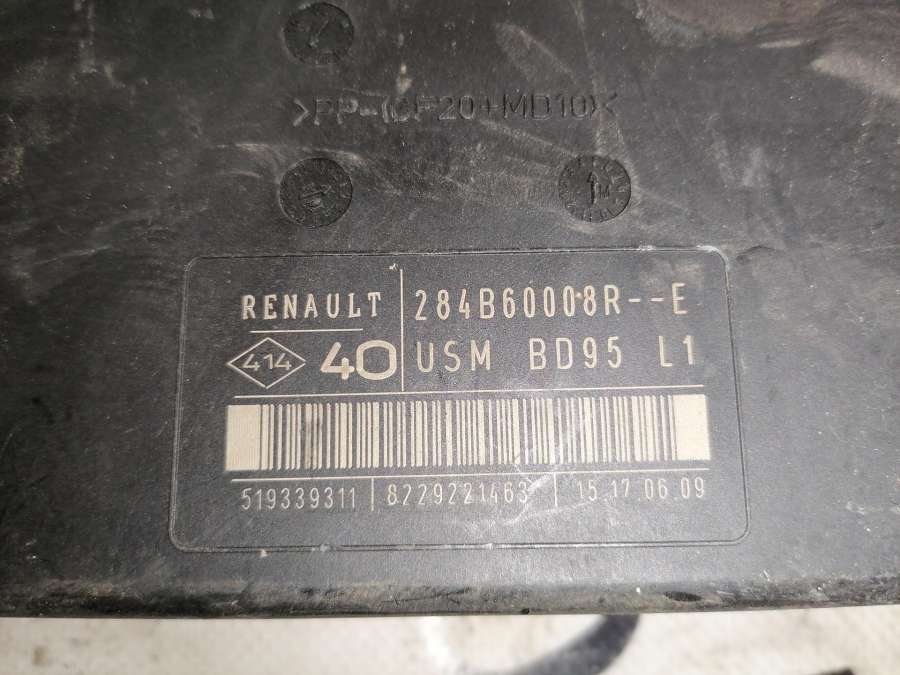 >PP-(GF20+MD10)<
RENAULT 284B60008R--E
414 40 USM BD95 L1
519339311 8229221463 15.17.06.09